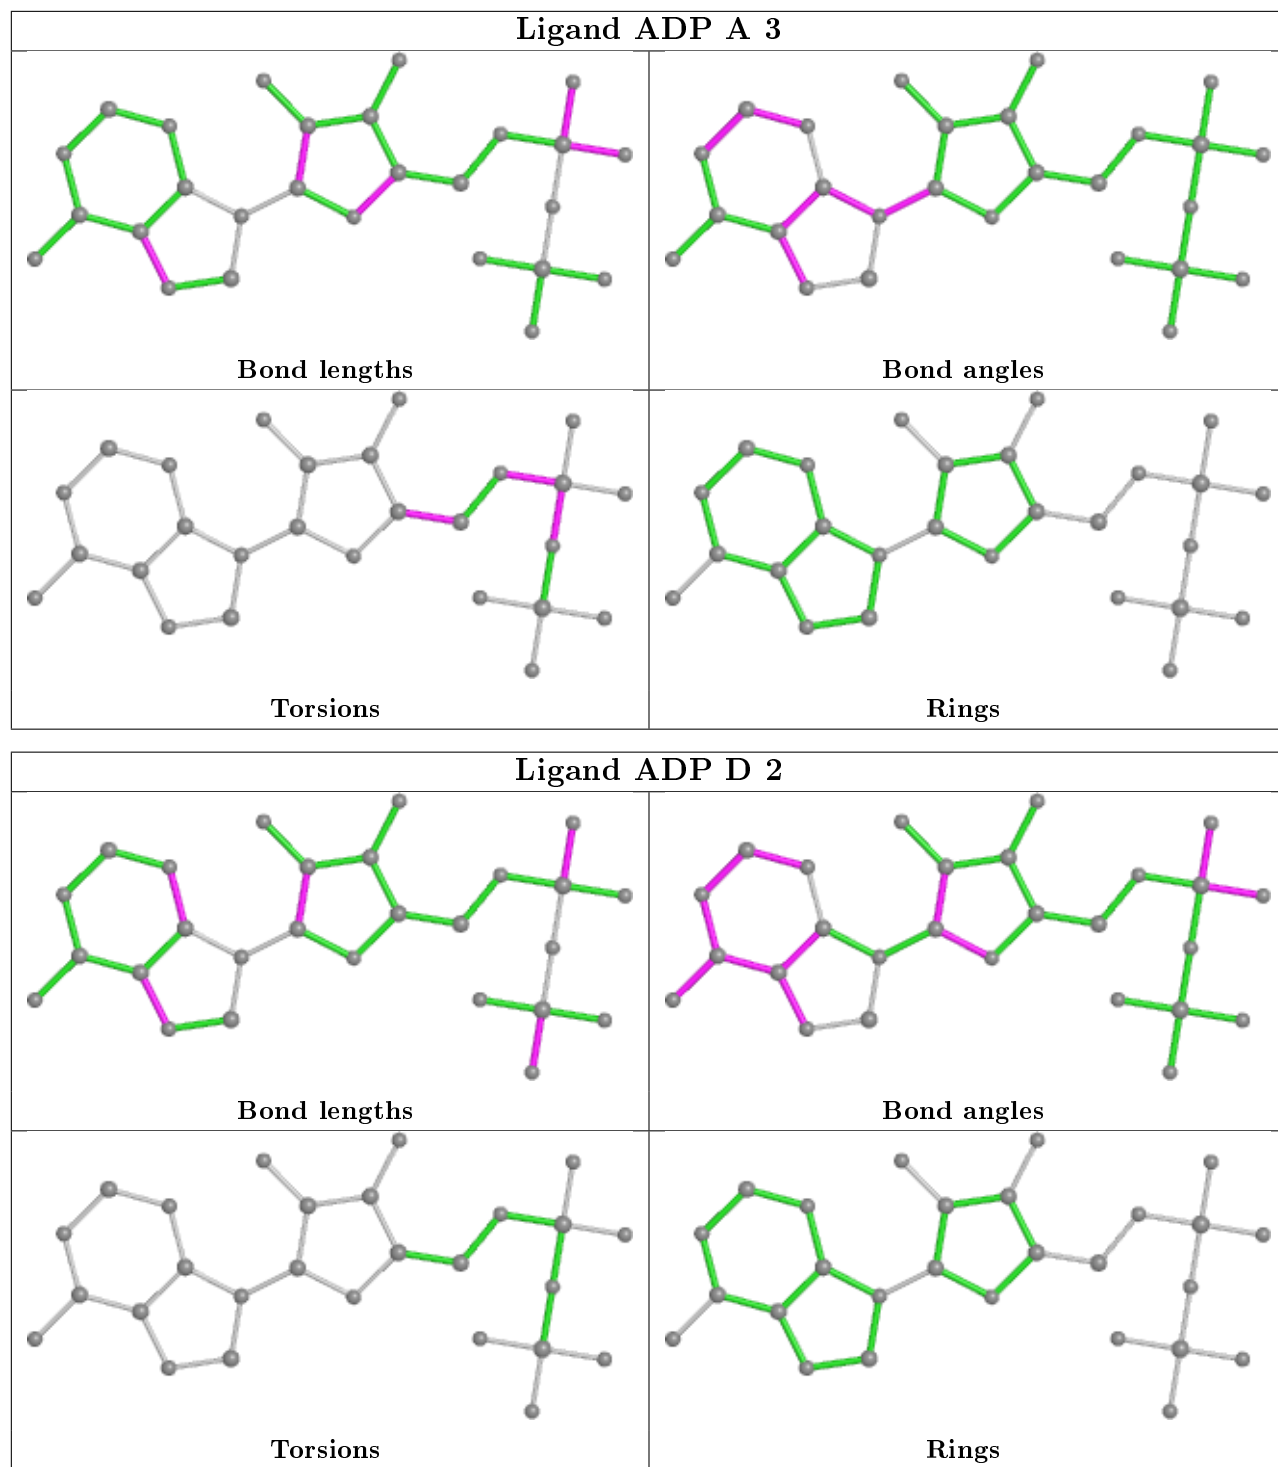 Ligand ADP A 3
Bond lengths
Bond angles
Torsions
Rings
Ligand ADP D 2
Bond lengths
Bond angles
Torsions
Rings